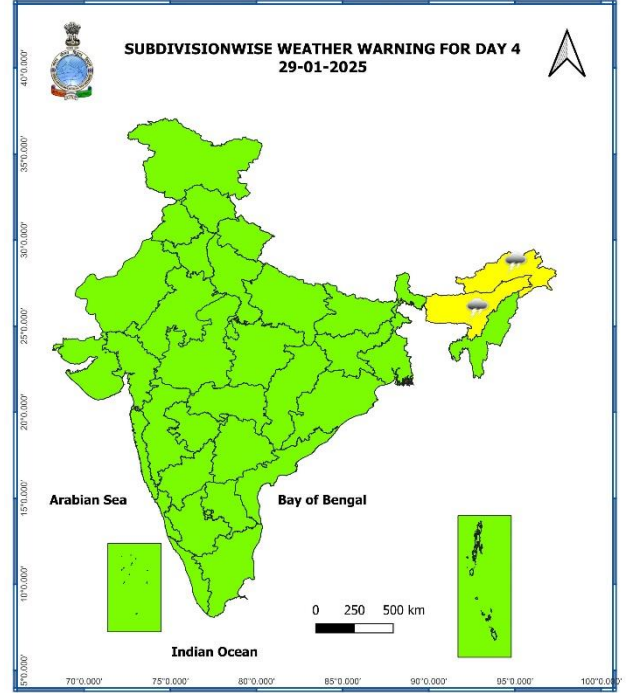 SUBDIVISIONWISE WEATHER WARNING FOR DAY 4
29-01-2025
40°0.000'
35°0.000'
30°0.000'
25°0.000'
20°0.000'
15°0.000'
10°0.000'
5°0.000'
Arabian Sea
Bay of Bengal
0 250 500 km
Indian Ocean
70°0.000' 75°0.000' 80°0.000' 85°0.000' 90°0.000' 95°0.000' 100°0.000'